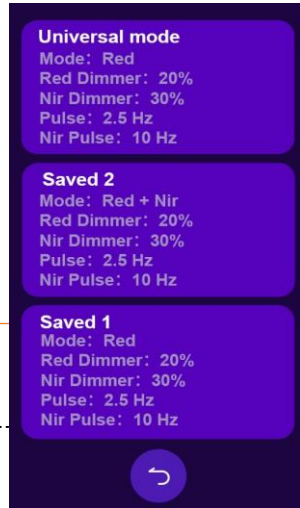 Universal mode
Mode: Red
Red Dimmer: 20%
Nir Dimmer: 30%
Pulse: 2.5 Hz
Nir Pulse: 10 Hz
Saved 2
Mode: Red + Nir
Red Dimmer: 20%
Nir Dimmer: 30%
Pulse: 2.5 Hz
Nir Pulse: 10 Hz
Saved 1
Mode: Red
Red Dimmer: 20%
Nir Dimmer: 30%
Pulse: 2.5 Hz
Nir Pulse: 10 Hz